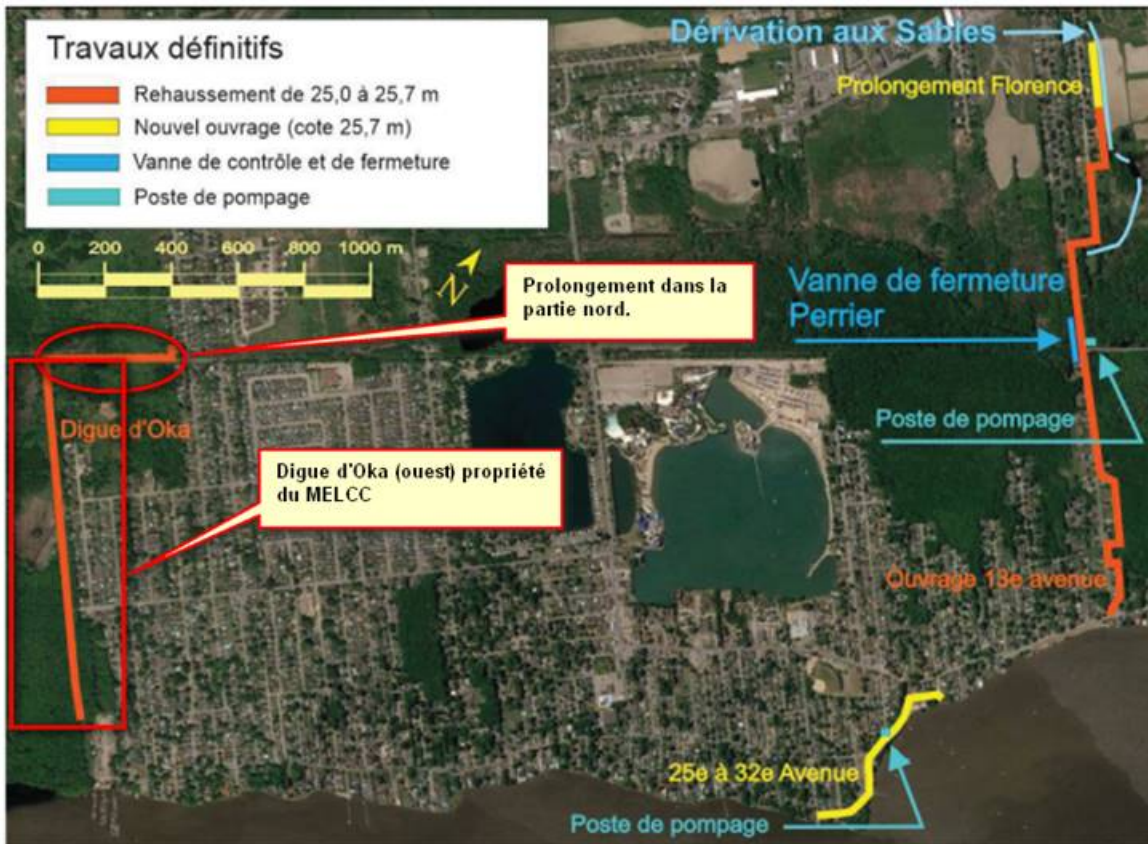 Travaux définitifs
Rehaussement de 25,0 à 25,7 m
Nouvel ouvrage (cote 25,7 m)
Vanne de contrôle et de fermeture
Poste de pompage
0 200 400 600 800 1000 m
N
Dérivation aux Sables
Prolongement Florence
Prolongement dans la
partie nord.
Vanne de fermeture
Perrier
Poste de pompage
Digue d'Oka
Digue d'Oka (ouest) propriété
du MELCC
Ouvrage 13e avenue
25e à 32e Avenue
Poste de pompage